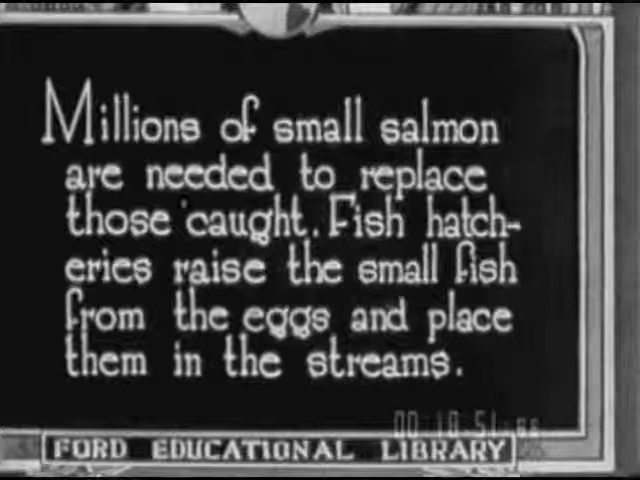 Millions of small salmon
are needed to replace
those caught. Fish hatch-
eries raise the small fish
from the eggs and place
them in the streams.
FORD EDUCATIONAL LIBRARY